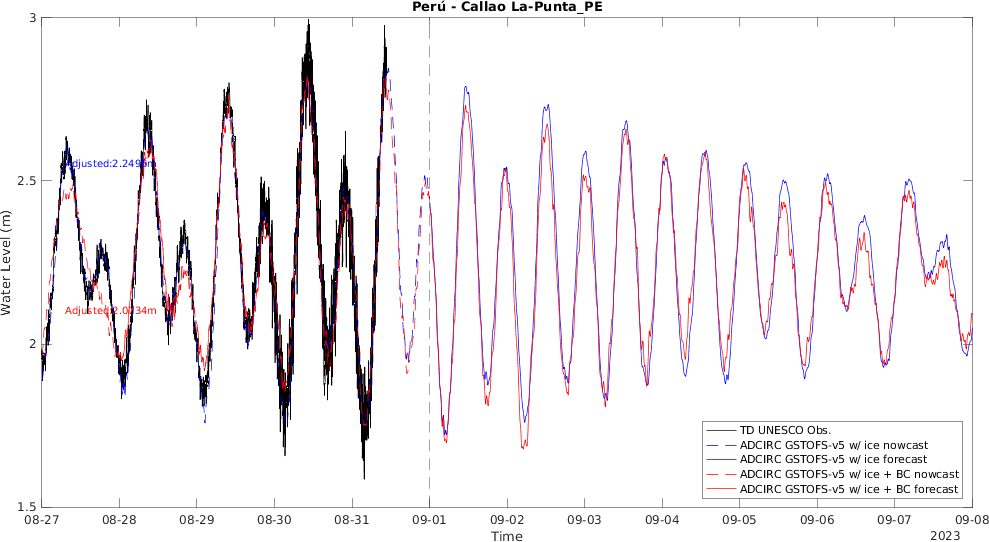 Perú - Callao La-Punta_PE
3
2.5
2
1.5
Water Level (m)
Adjusted:2.2496m
08-27
08-28
08-29
08-30
08-31
09-01
09-02
09-03
09-04
09-05
09-06
09-07
09-08
Time
2023
TD UNESCO Obs.
ADCIRC GSTOFS-v5 w/ ice nowcast
ADCIRC GSTOFS-v5 w/ ice forecast
ADCIRC GSTOFS-v5 w/ ice + BC nowcast
ADCIRC GSTOFS-v5 w/ ice + BC forecast